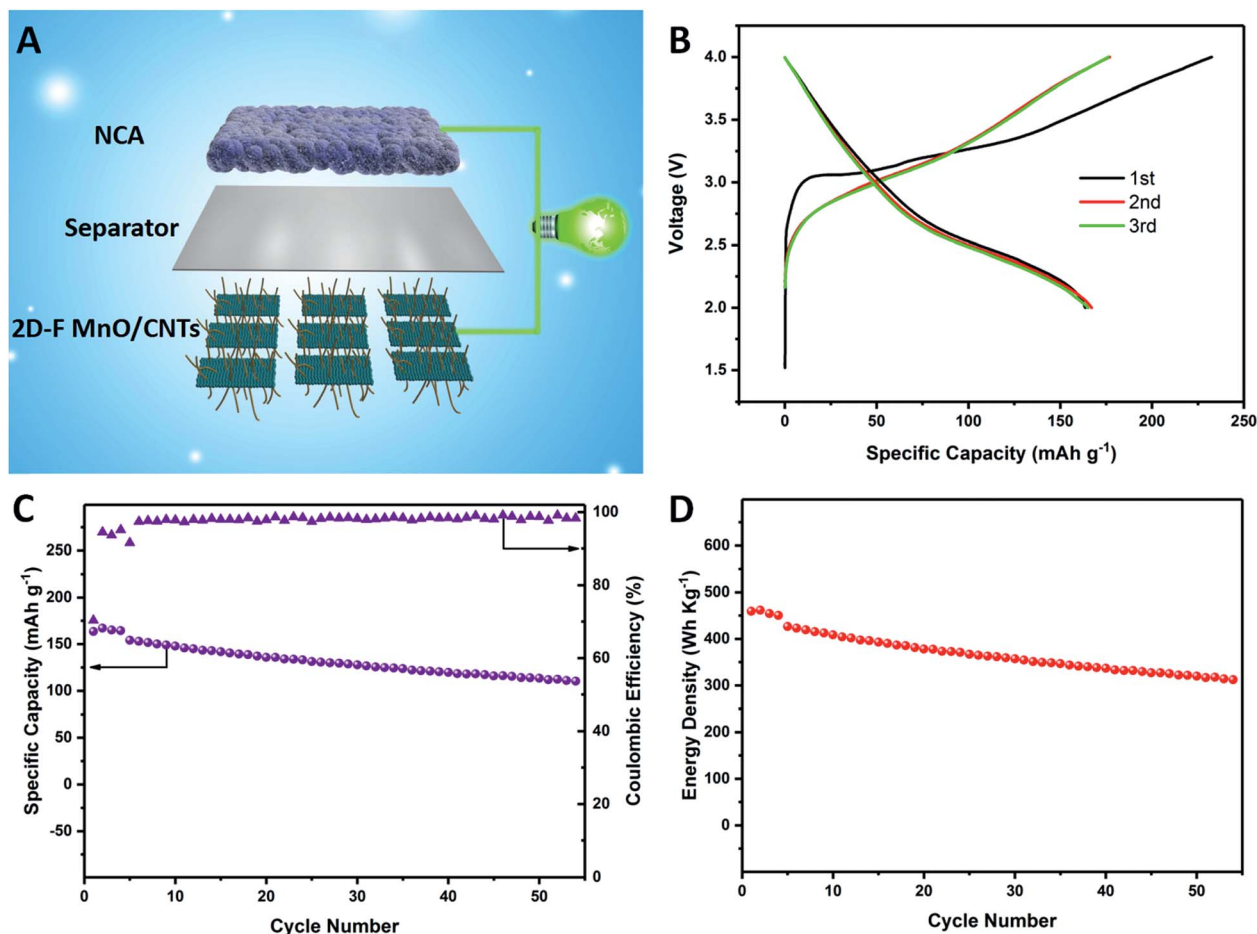 A
NCA
Separator
2D-F MnO/CNTs
B
4.0
3.5
3.0
2.5
2.0
1.5
Voltage (V)
1st
2nd
3rd
0
50
100
150
200
250
Specific Capacity (mAh g⁻¹)
C
250
200
150
100
50
0
-50
Specific Capacity (mAh g⁻¹)
100
80
60
40
20
0
Coulombic Efficiency (%)
0
10
20
30
40
50
Cycle Number
D
600
500
400
300
200
100
0
Energy Density (Wh Kg⁻¹)
0
10
20
30
40
50
Cycle Number